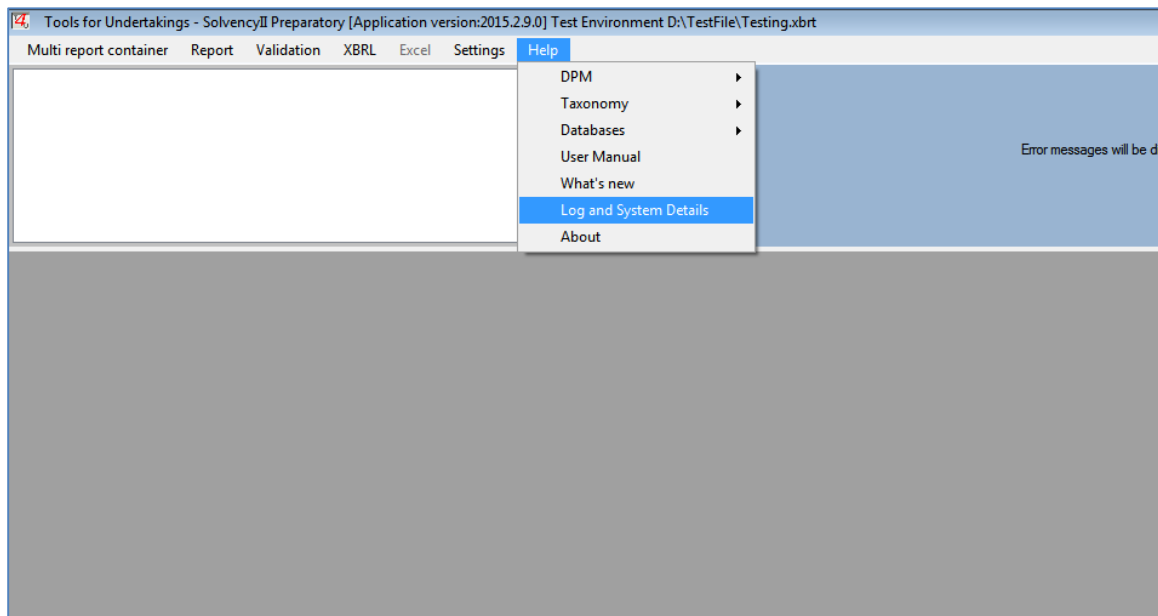 Tools for Undertakings - SolvencyII Preparatory [Application version:2015.2.9.0] Test Environment D:\TestFile\Testing.xbrt
Multi report container Report Validation XBRL Excel Settings Help
DPM
Taxonomy
Databases
User Manual
What's new
Log and System Details
About
Error messages will be d